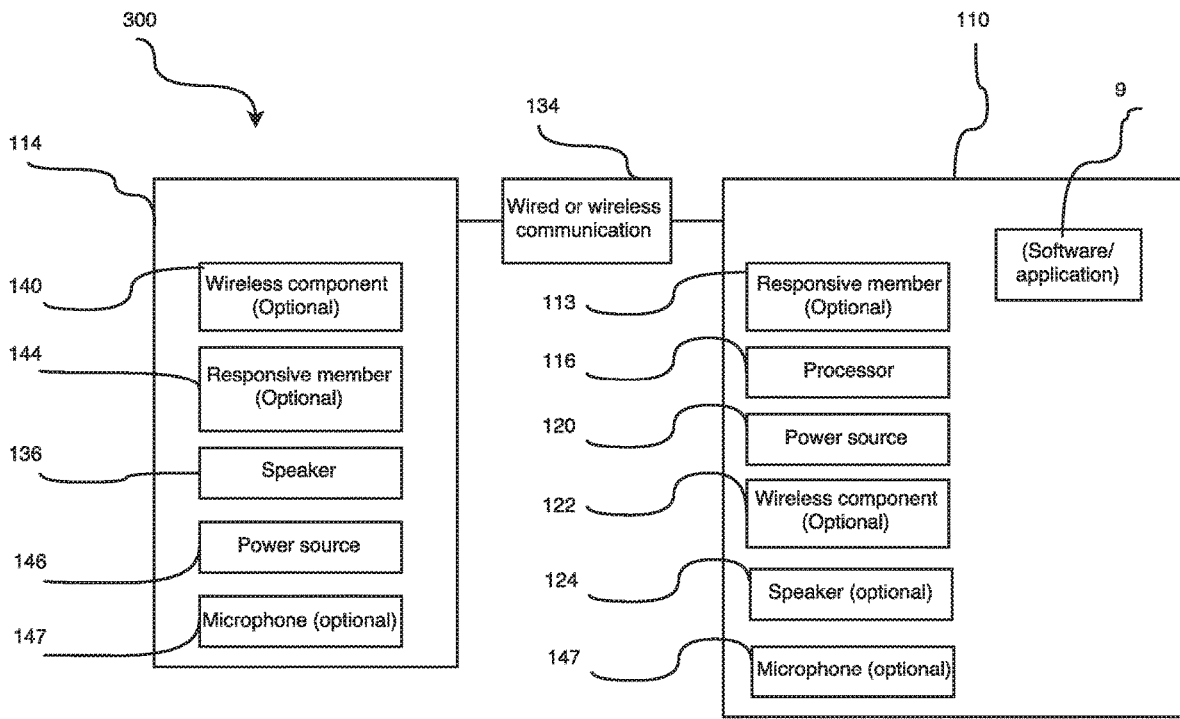 300
110
134
9
114
Wired or wireless
communication
(Software/
application)
140
Wireless component
(Optional)
113
Responsive member
(Optional)
144
Responsive member
(Optional)
116
Processor
136
Speaker
120
Power source
122
Wireless component
(Optional)
146
Power source
124
Speaker (optional)
147
Microphone (optional)
147
Microphone (optional)